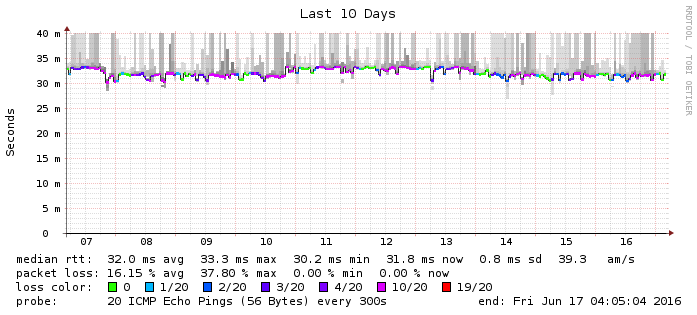 Last 10 Days
RRDTOOL / TOBI OETIKER
Seconds
40 m
35 m
30 m
25 m
20 m
15 m
10 m
5 m
0
07 08 09 10 11 12 13 14 15 16
median rtt: 32.0 ms avg 33.3 ms max 30.2 ms min 31.8 ms now 0.8 ms sd 39.3 am/s
packet loss: 16.15 % avg 37.80 % max 0.00 % min 0.00 % now
loss color: 0 1/20 2/20 3/20 4/20 10/20 19/20
probe: 20 ICMP Echo Pings (56 Bytes) every 300s end: Fri Jun 17 04:05:04 2016